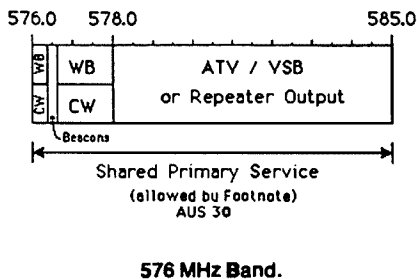 576.0 578.0 585.0
WB WB ATV / VSB
or Repeater Output
CW CW
Beacons
Shared Primary Service
(allowed by Footnote)
AUS 30
576 MHz Band.